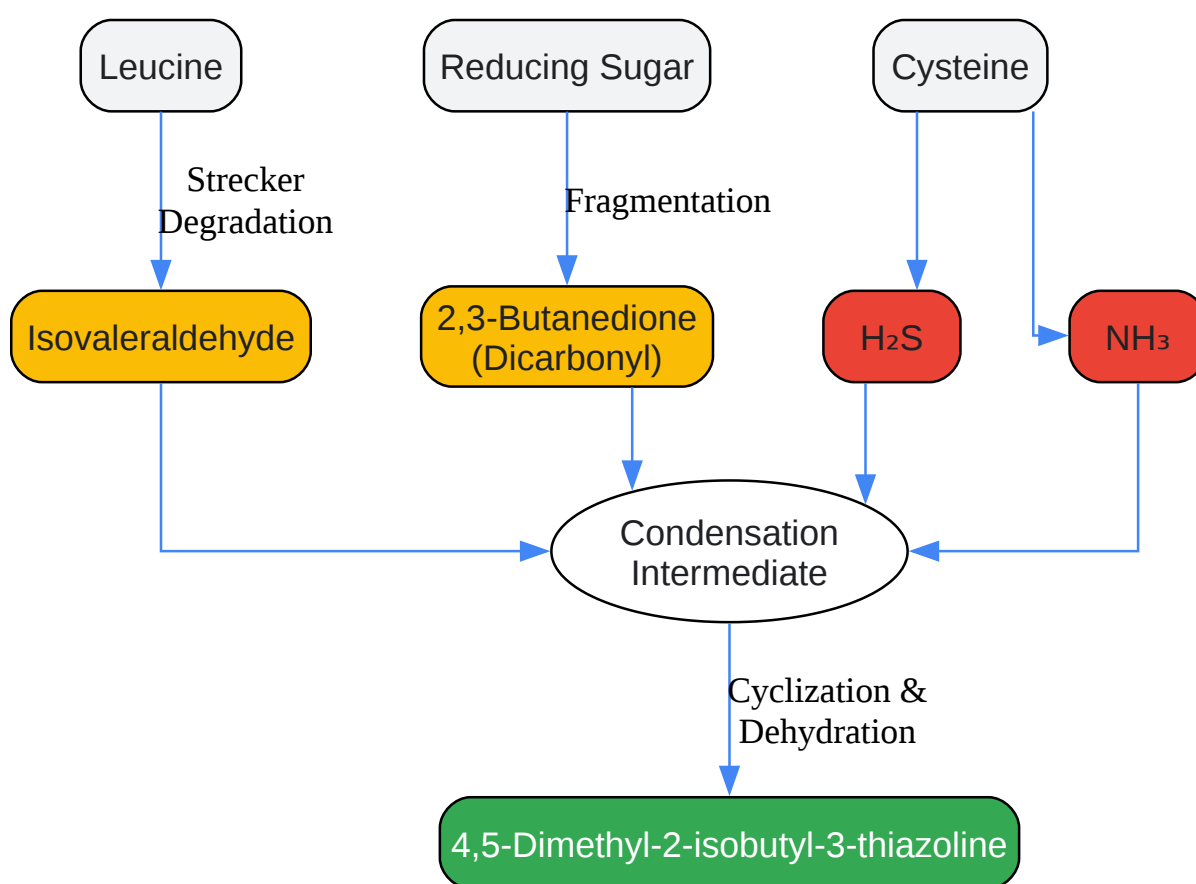 Leucine
Reducing Sugar
Cysteine
Strecker
Degradation
Fragmentation
Isovaleraldehyde
2,3-Butanedione
(Dicarbonyl)
H₂S
NH₃
Condensation
Intermediate
Cyclization &
Dehydration
4,5-Dimethyl-2-isobutyl-3-thiazoline